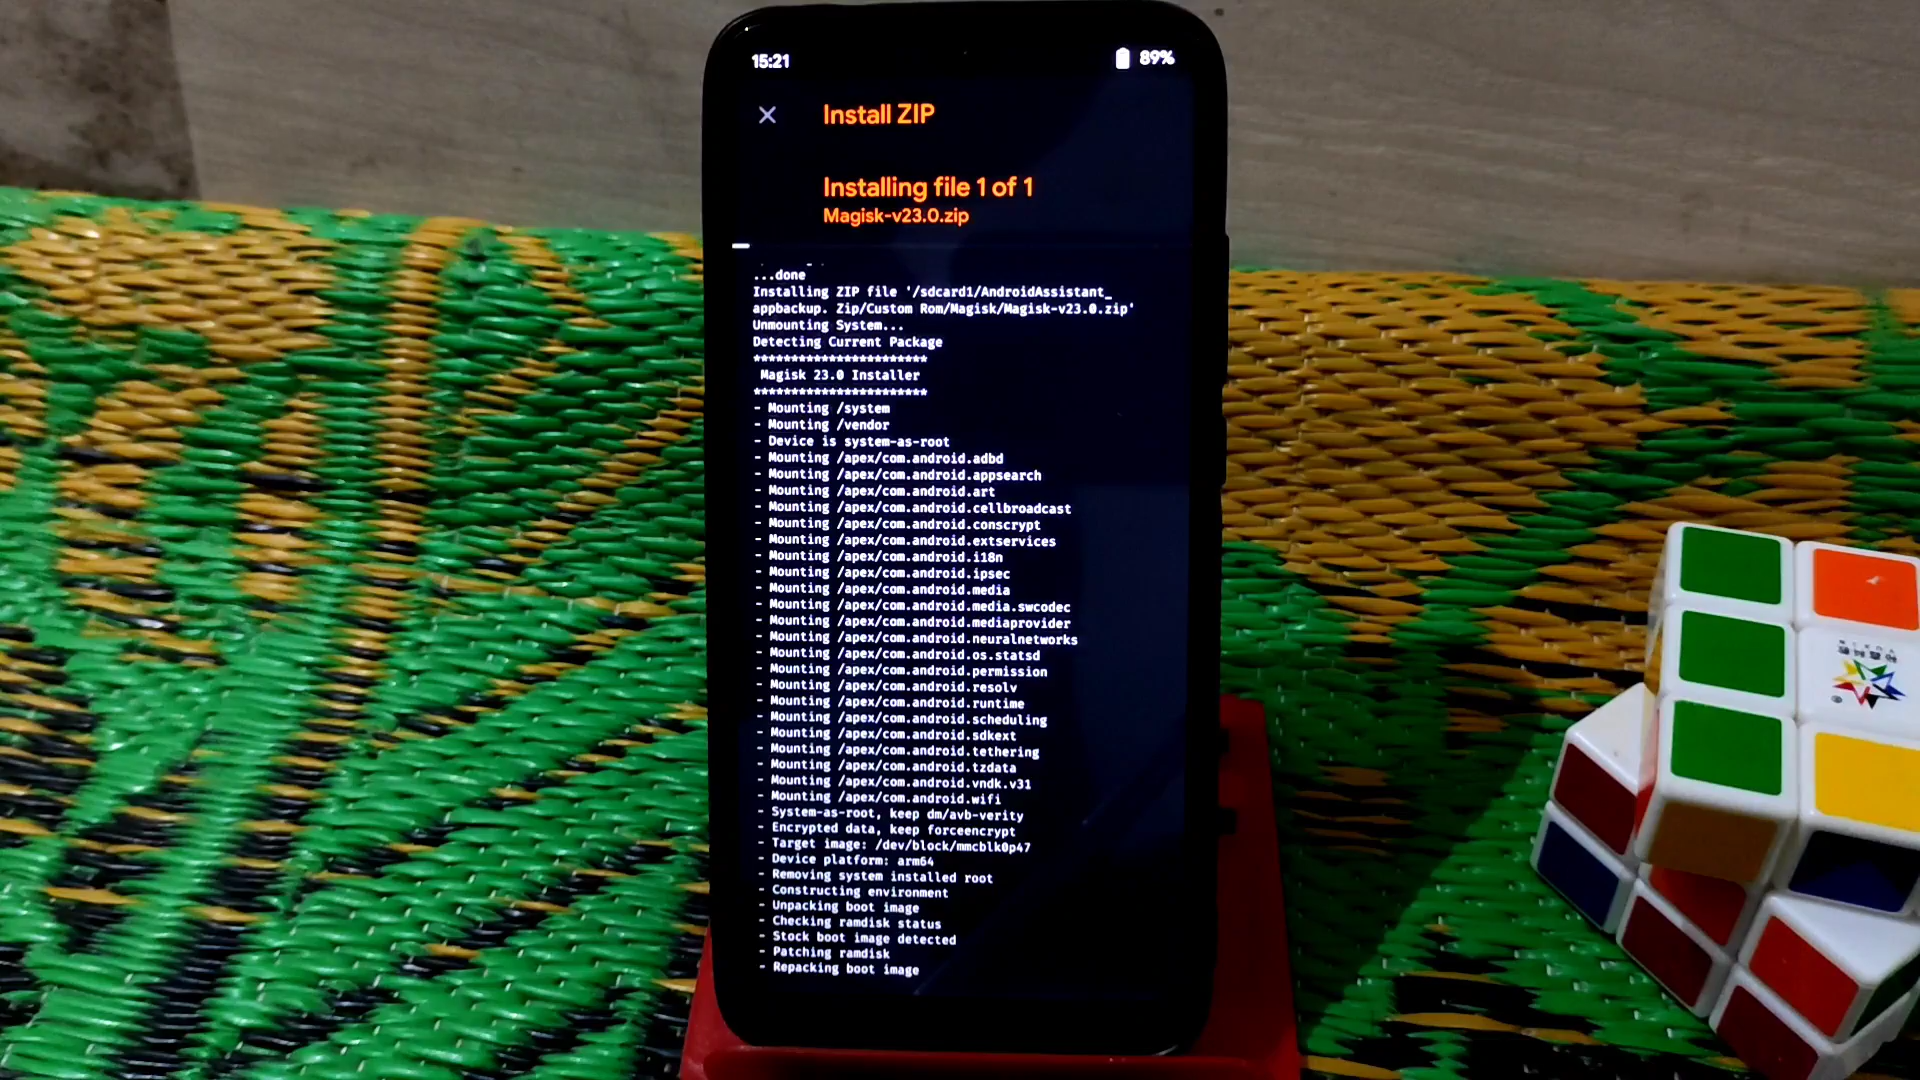 15:21
89%
Install ZIP
Installing file 1 of 1
Magisk-v23.0.zip
...done
Installing ZIP file '/sdcard1/AndroidAssistant_
appbackup. Zip/Custom Rom/Magisk/Magisk-v23.0.zip'
Unmounting System...
Detecting Current Package
***********************
Magisk 23.0 Installer
***********************
- Mounting /system
- Mounting /vendor
- Device is system-as-root
- Mounting /apex/com.android.adbd
- Mounting /apex/com.android.appsearch
- Mounting /apex/com.android.art
- Mounting /apex/com.android.cellbroadcast
- Mounting /apex/com.android.conscrypt
- Mounting /apex/com.android.extservices
- Mounting /apex/com.android.i18n
- Mounting /apex/com.android.ipsec
- Mounting /apex/com.android.media
- Mounting /apex/com.android.media.swcodec
- Mounting /apex/com.android.mediaprovider
- Mounting /apex/com.android.neuralnetworks
- Mounting /apex/com.android.os.statsd
- Mounting /apex/com.android.permission
- Mounting /apex/com.android.resolv
- Mounting /apex/com.android.runtime
- Mounting /apex/com.android.scheduling
- Mounting /apex/com.android.sdkext
- Mounting /apex/com.android.tethering
- Mounting /apex/com.android.tzdata
- Mounting /apex/com.android.vndk.v31
- Mounting /apex/com.android.wifi
- System-as-root, keep dm/avb-verity
- Encrypted data, keep forceencrypt
- Target image: /dev/block/mmcblk0p47
- Device platform: arm64
- Removing system installed root
- Constructing environment
- Unpacking boot image
- Checking ramdisk status
- Stock boot image detected
- Patching ramdisk
- Repacking boot image
YUXIN